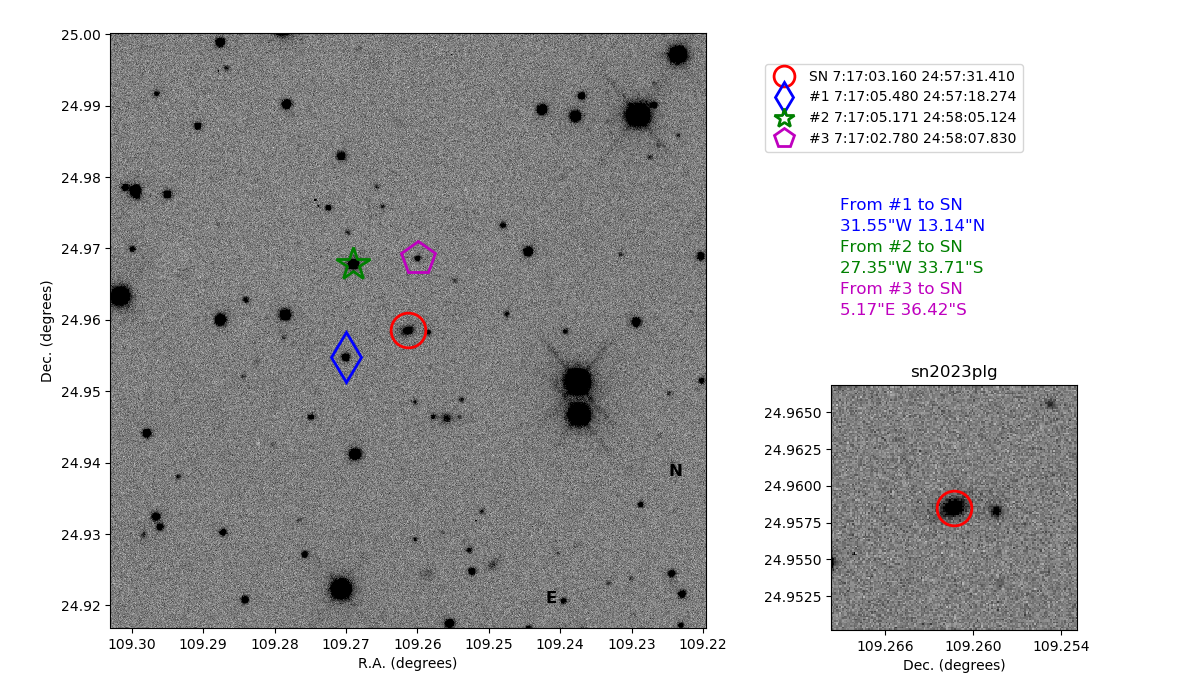 25.00
24.99
24.98
24.97
24.96
24.95
24.94
24.93
24.92
Dec. (degrees)
109.30 109.29 109.28 109.27 109.26 109.25 109.24 109.23 109.22
R.A. (degrees)
N
E
SN 7:17:03.160 24:57:31.410
#1 7:17:05.480 24:57:18.274
#2 7:17:05.171 24:58:05.124
#3 7:17:02.780 24:58:07.830
From #1 to SN
31.55"W 13.14"N
From #2 to SN
27.35"W 33.71"S
From #3 to SN
5.17"E 36.42"S
sn2023plg
24.9650
24.9625
24.9600
24.9575
24.9550
24.9525
109.266 109.260 109.254
Dec. (degrees)